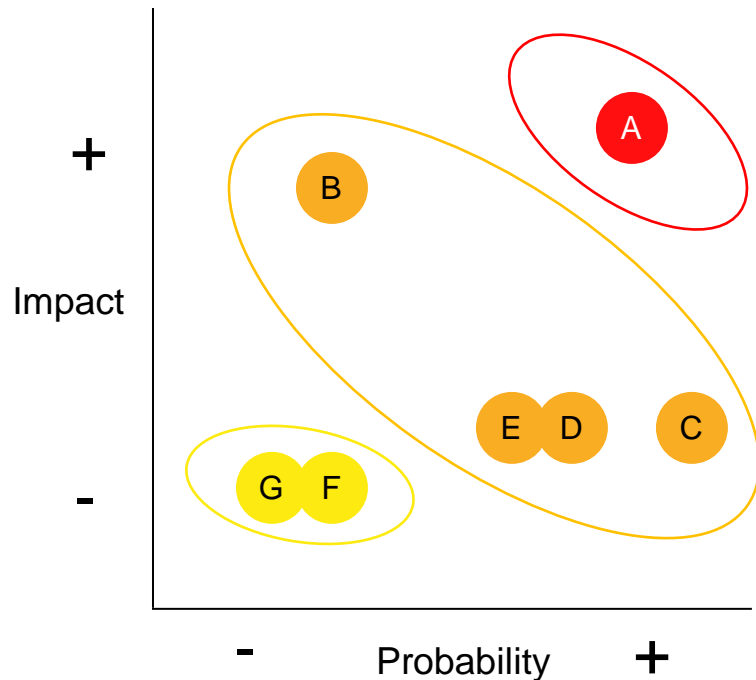 A
+
B
Impact
E D C
G F
-
- Probability +